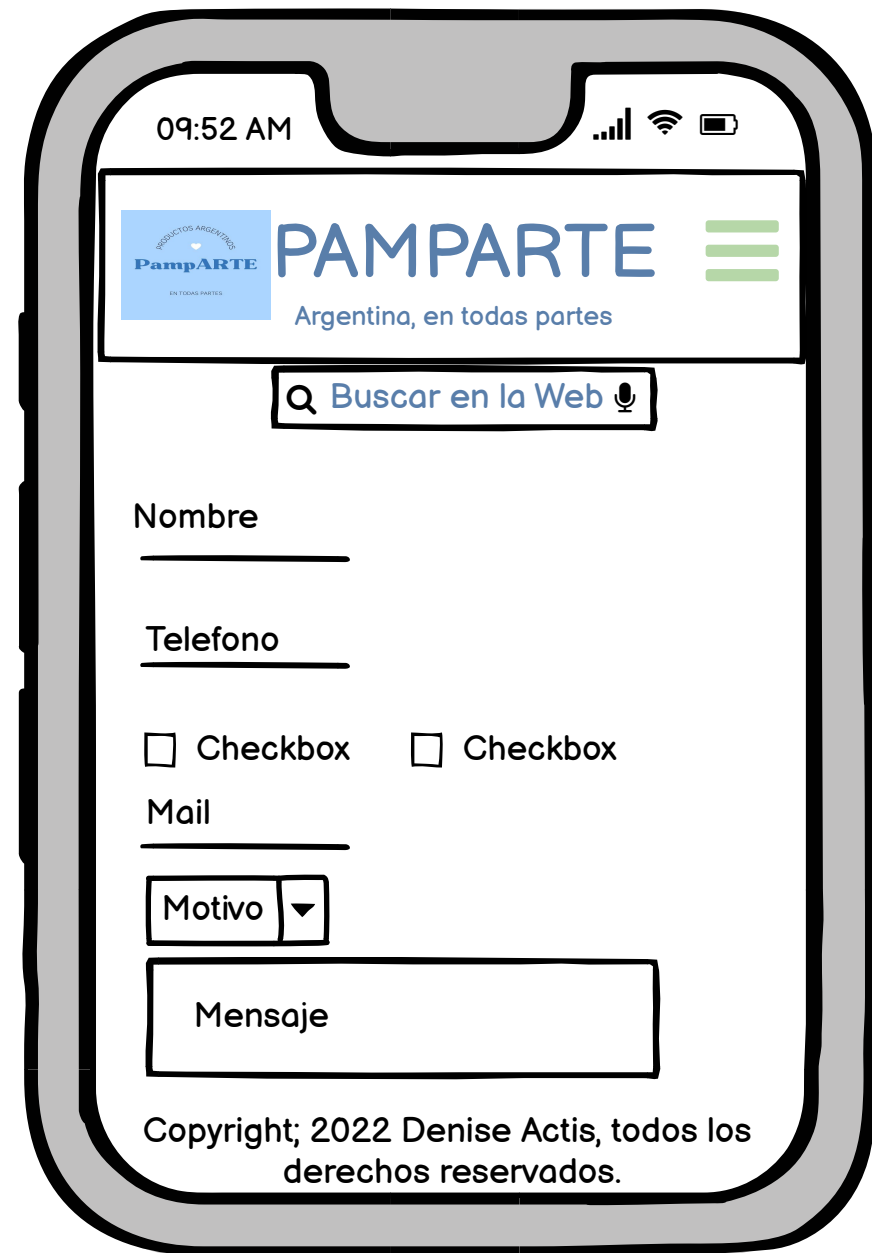 09:52 AM
PRODUCTOS ARGENTINOS
PampARTE
EN TODAS PARTES
PAMPARTE
Argentina, en todas partes
Buscar en la Web
Nombre
Telefono
Checkbox Checkbox
Mail
Motivo
Mensaje
Copyright; 2022 Denise Actis, todos los
derechos reservados.